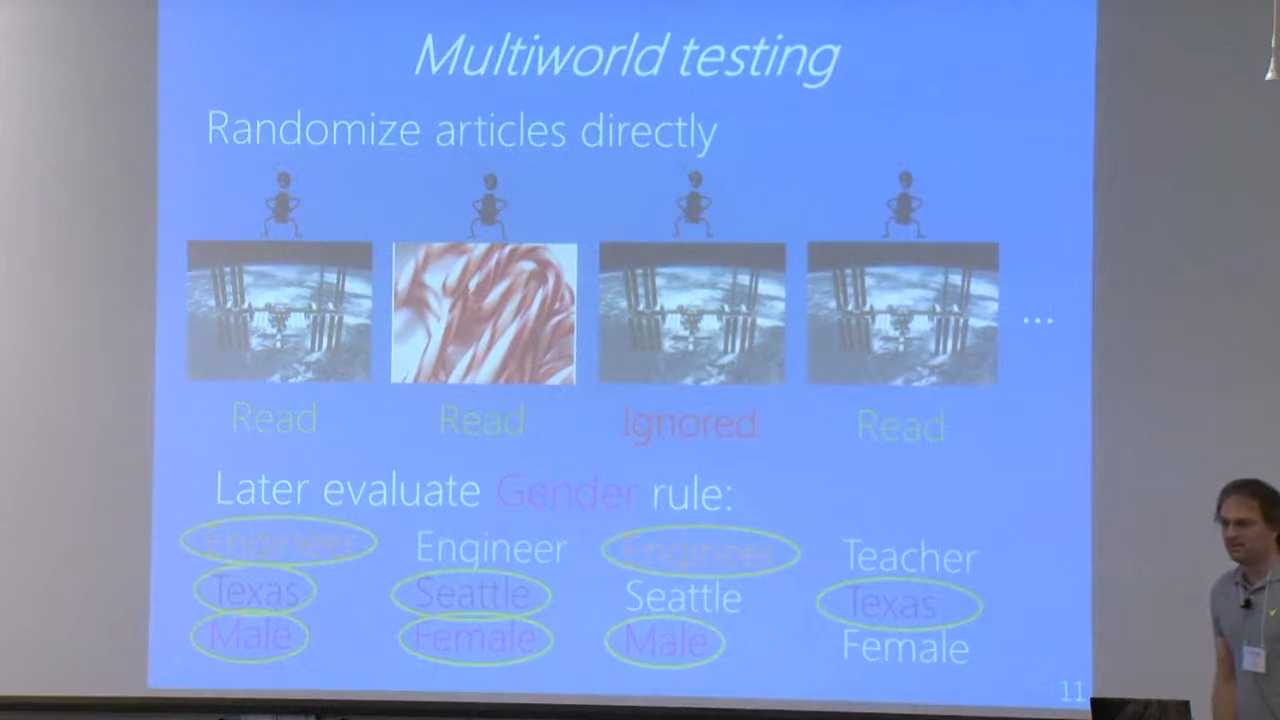 Multiworld testing
Randomize articles directly
...
Read Read Ignored Read
Later evaluate Gender rule:
Engineer Engineer Engineer Teacher
Texas Seattle Seattle Texas
Male Female Male Female
11